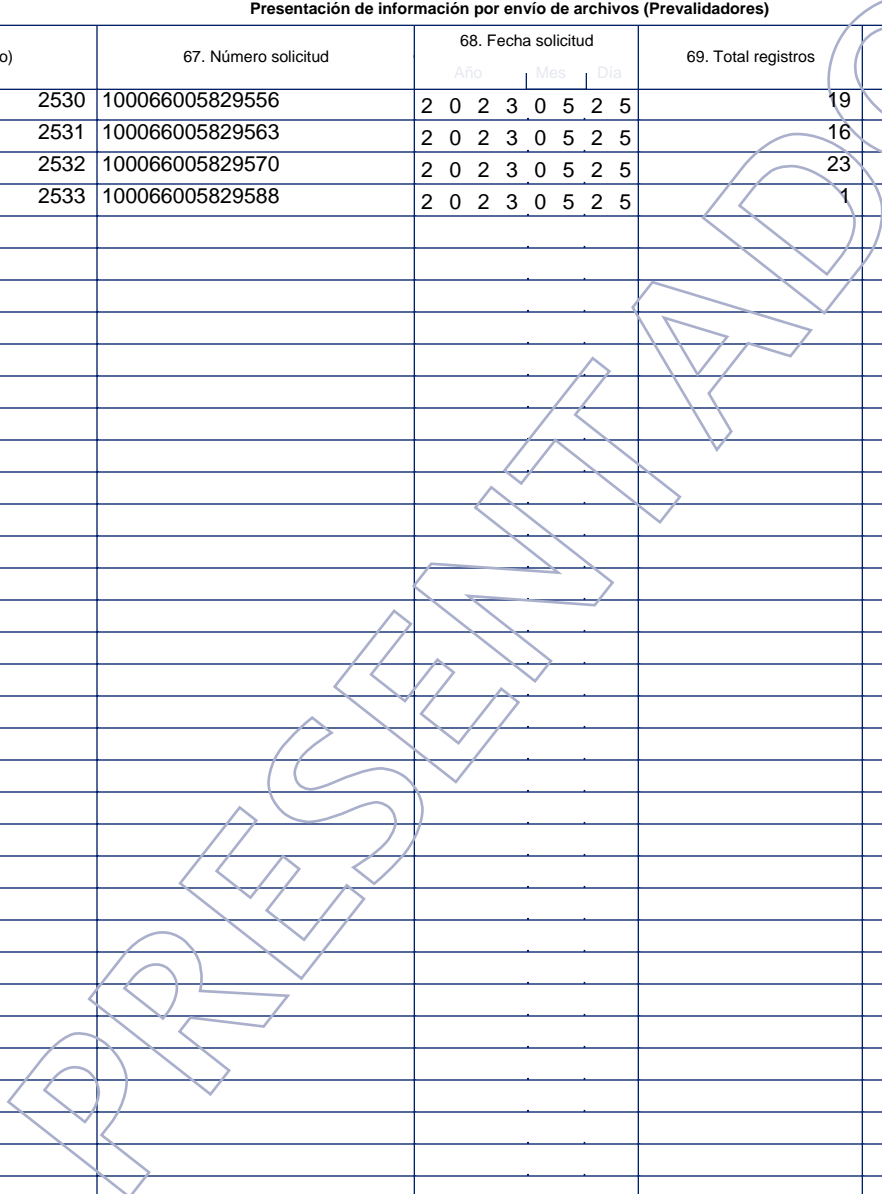 Presentación de información por envío de archivos (Prevalidadores)
o) 67. Número solicitud 68. Fecha solicitud 69. Total registros
Año Mes Día
2530 100066005829556 2 0 2 3 0 5 2 5 19
2531 100066005829563 2 0 2 3 0 5 2 5 16
2532 100066005829570 2 0 2 3 0 5 2 5 23
2533 100066005829588 2 0 2 3 0 5 2 5 1
PRESENTADO